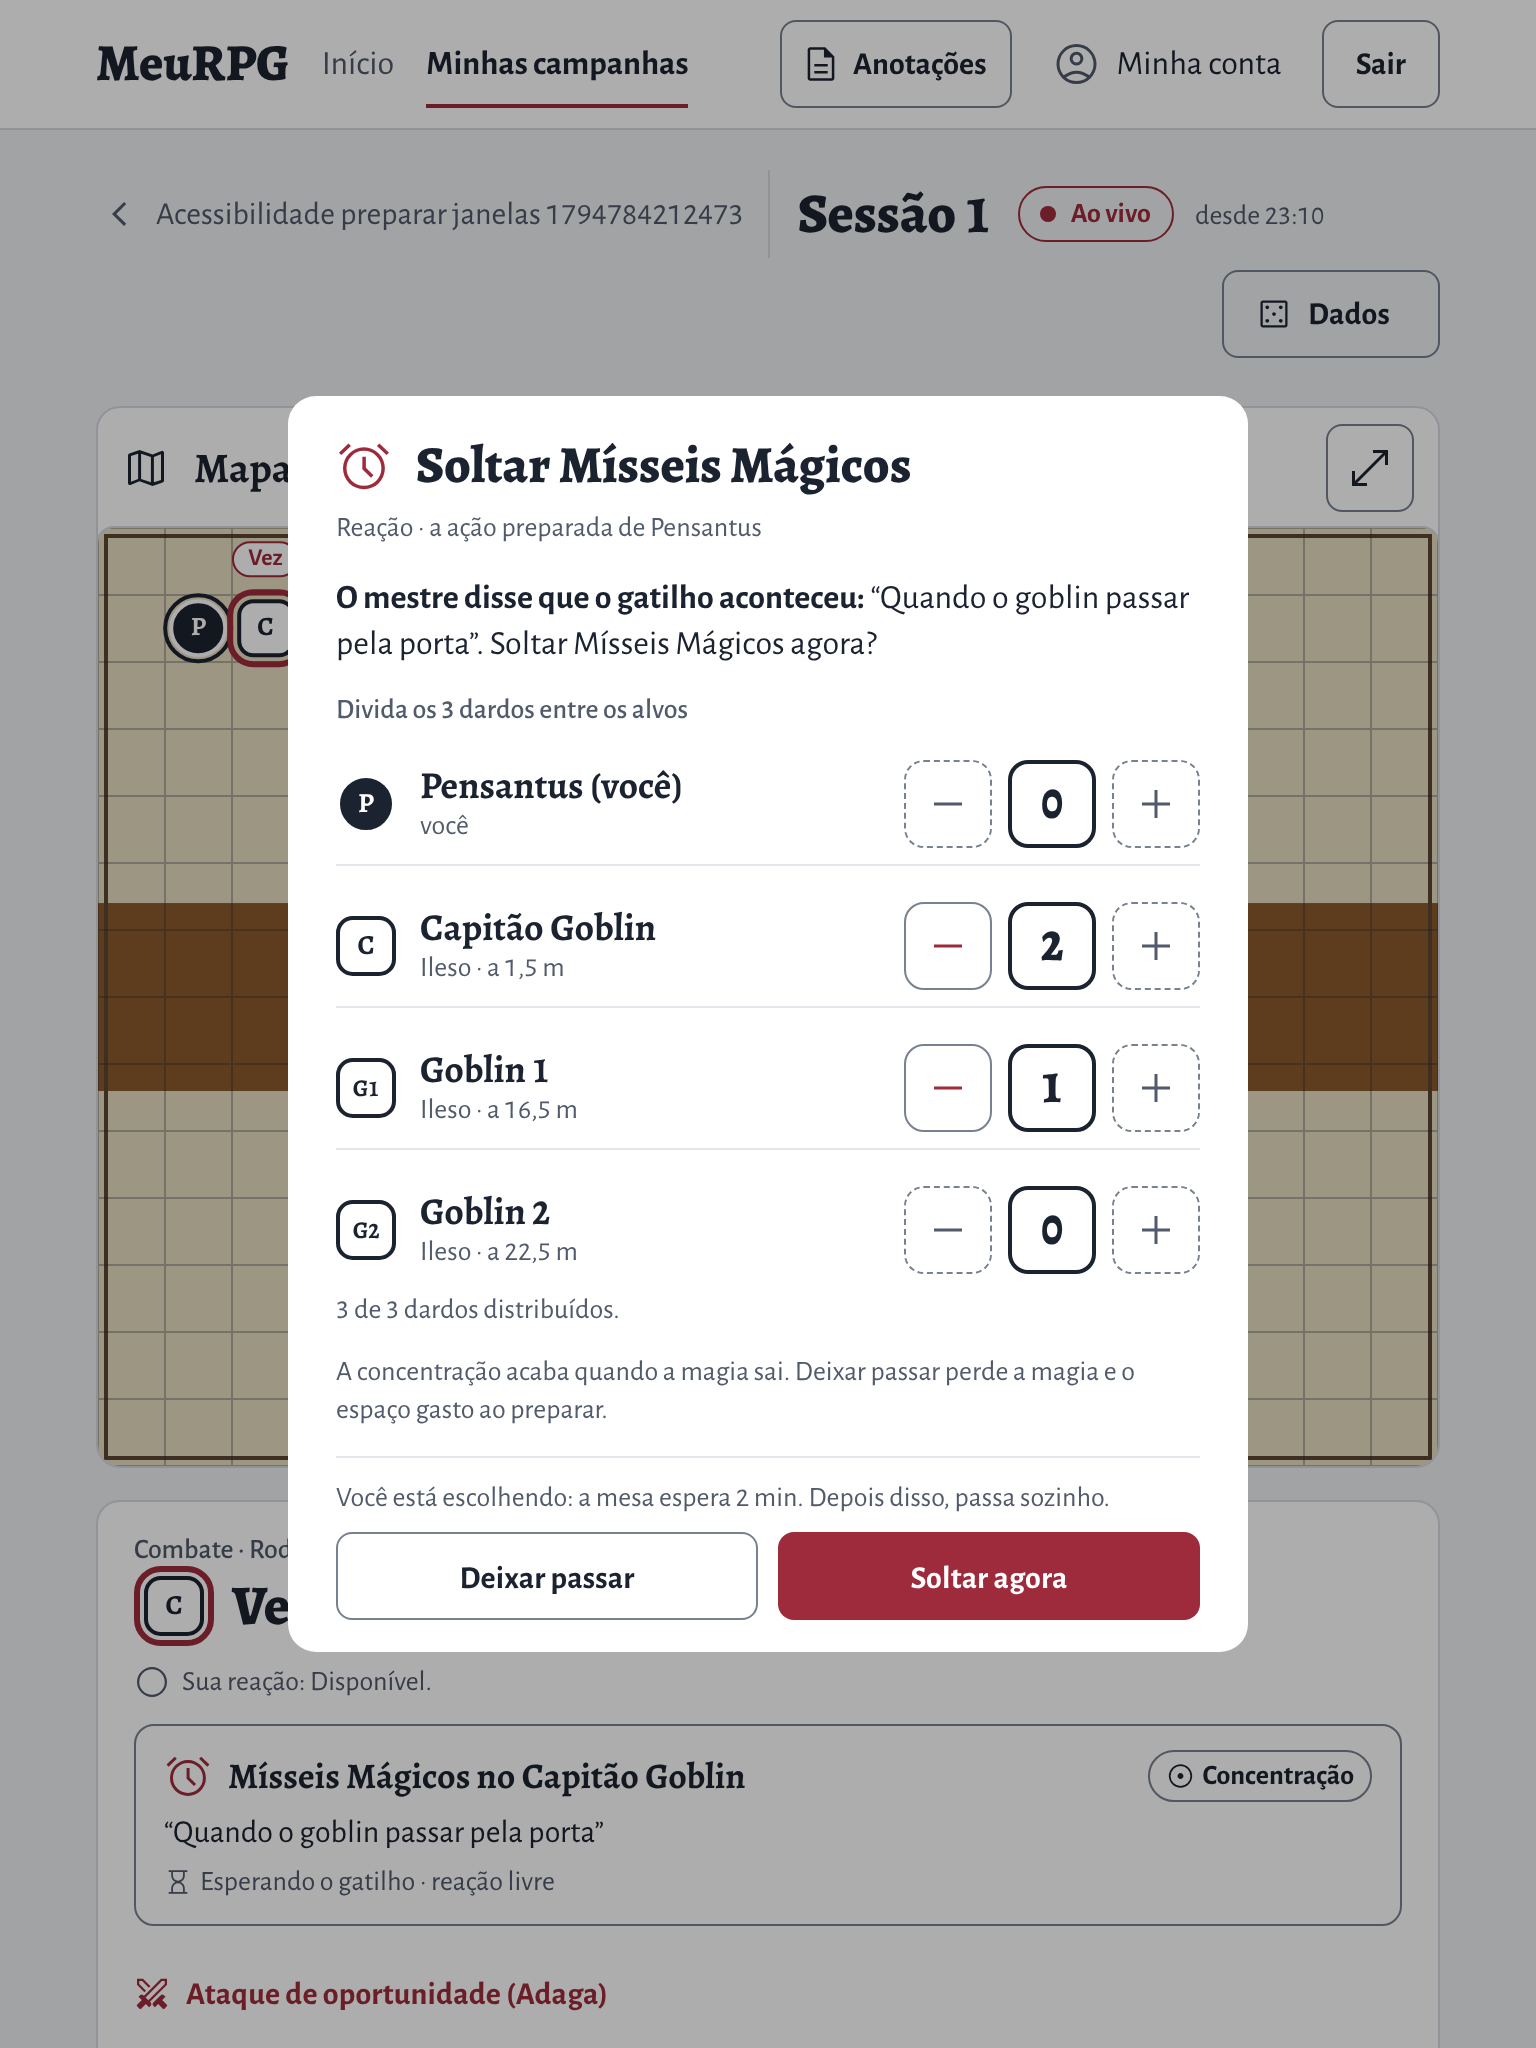 MeuRPG Início Minhas campanhas Anotações Minha conta Sair
Acessibilidade preparar janelas 1794784212473 Sessão 1 Ao vivo desde 23:10
Dados
Mapa
Vez
P C
Soltar Mísseis Mágicos
Reação · a ação preparada de Pensantus
O mestre disse que o gatilho aconteceu: “Quando o goblin passar
pela porta”. Soltar Mísseis Mágicos agora?
Divida os 3 dardos entre os alvos
P Pensantus (você) − 0 +
você
C Capitão Goblin − 2 +
Ileso · a 1,5 m
G1 Goblin 1 − 1 +
Ileso · a 16,5 m
G2 Goblin 2 − 0 +
Ileso · a 22,5 m
3 de 3 dardos distribuídos.
A concentração acaba quando a magia sai. Deixar passar perde a magia e o
espaço gasto ao preparar.
Você está escolhendo: a mesa espera 2 min. Depois disso, passa sozinho.
Deixar passar Soltar agora
Combate · Rod
C Ve
Sua reação: Disponível.
Mísseis Mágicos no Capitão Goblin Concentração
“Quando o goblin passar pela porta”
Esperando o gatilho · reação livre
Ataque de oportunidade (Adaga)